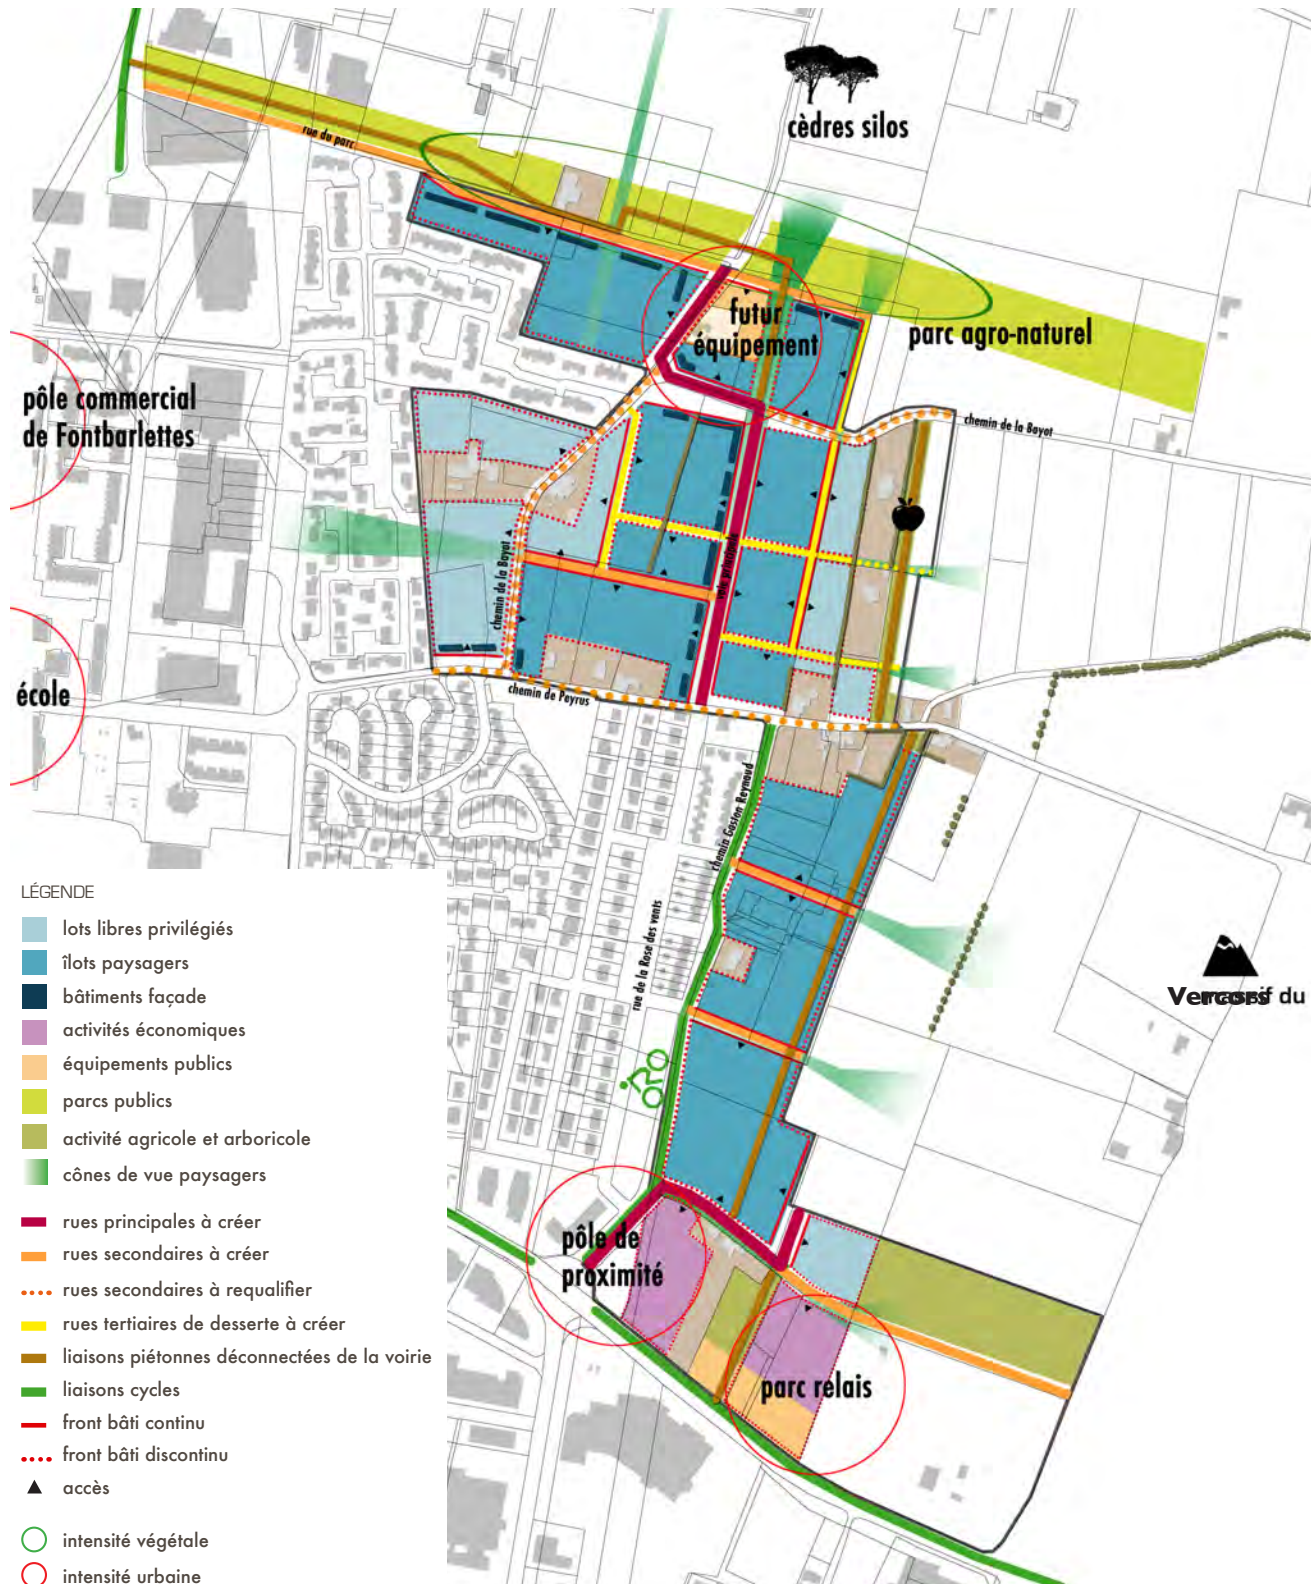 cèdres silos
rue du parc
futur
équipement
parc agro-naturel
pôle commercial
de Fontbarlettes
chemin de la Bayot
voie principale
chemin de la Bayot
école
chemin de Peyrus
chemin Gaston Reynaud
rue de la Rose des vents
Vercors
massif du
pôle de
proximité
parc relais
LÉGENDE
lots libres privilégiés
îlots paysagers
bâtiments façade
activités économiques
équipements publics
parcs publics
activité agricole et arboricole
cônes de vue paysagers
rues principales à créer
rues secondaires à créer
rues secondaires à requalifier
rues tertiaires de desserte à créer
liaisons piétonnes déconnectées de la voirie
liaisons cycles
front bâti continu
front bâti discontinu
accès
intensité végétale
intensité urbaine